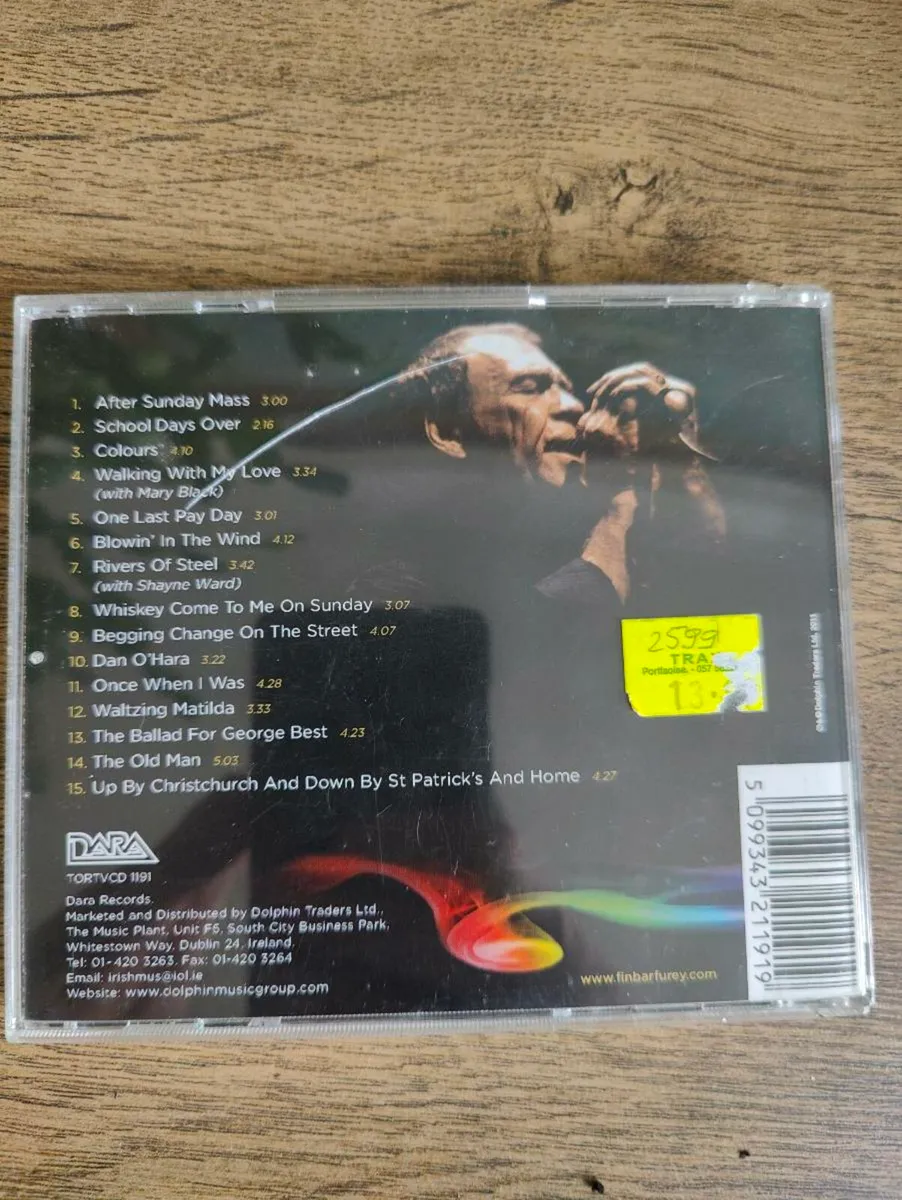 1. After Sunday Mass 3.00
2. School Days Over 2.16
3. Colours 4.10
4. Walking With My Love 3.34
(with Mary Black)
5. One Last Pay Day 3.01
6. Blowin' In The Wind 4.12
7. Rivers Of Steel 3.42
(with Shayne Ward)
8. Whiskey Come To Me On Sunday 3.07
9. Begging Change On The Street 4.07
10. Dan O'Hara 3.22
11. Once When I Was 4.28
12. Waltzing Matilda 3.33
13. The Ballad For George Best 4.23
14. The Old Man 5.03
15. Up By Christchurch And Down By St Patrick's And Home 4.27
2599
TRA
Portlaoise. - 057
13.
℗&©Dolphin Traders Ltd. 2011
DARA
TORTVCD 1191
Dara Records.
Marketed and Distributed by Dolphin Traders Ltd.,
The Music Plant, Unit F5, South City Business Park,
Whitestown Way, Dublin 24, Ireland.
Tel: 01-420 3263. Fax: 01-420 3264
Email: irishmus@iol.ie
Website: www.dolphinmusicgroup.com
www.finbarfurey.com
5 099343 211919